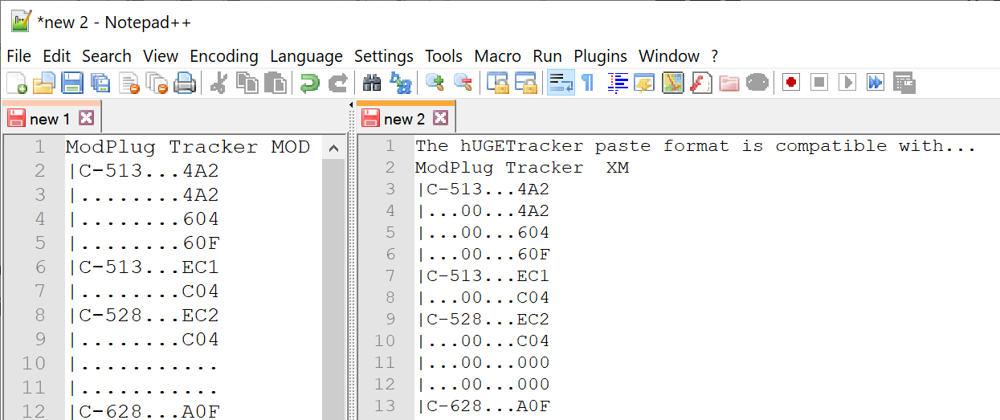 *new 2 - Notepad++
File Edit Search View Encoding Language Settings Tools Macro Run Plugins Window ?
new 1
1 ModPlug Tracker MOD
2 |C-513...4A2
3 |........4A2
4 |........604
5 |........60F
6 |C-513...EC1
7 |........C04
8 |C-528...EC2
9 |........C04
10 |...........
11 |...........
12 |C-628...A0F
new 2
1 The hUGETracker paste format is compatible with...
2 ModPlug Tracker  XM
3 |C-513...4A2
4 |...00...4A2
5 |...00...604
6 |...00...60F
7 |C-513...EC1
8 |...00...C04
9 |C-528...EC2
10 |...00...C04
11 |...00...000
12 |...00...000
13 |C-628...A0F